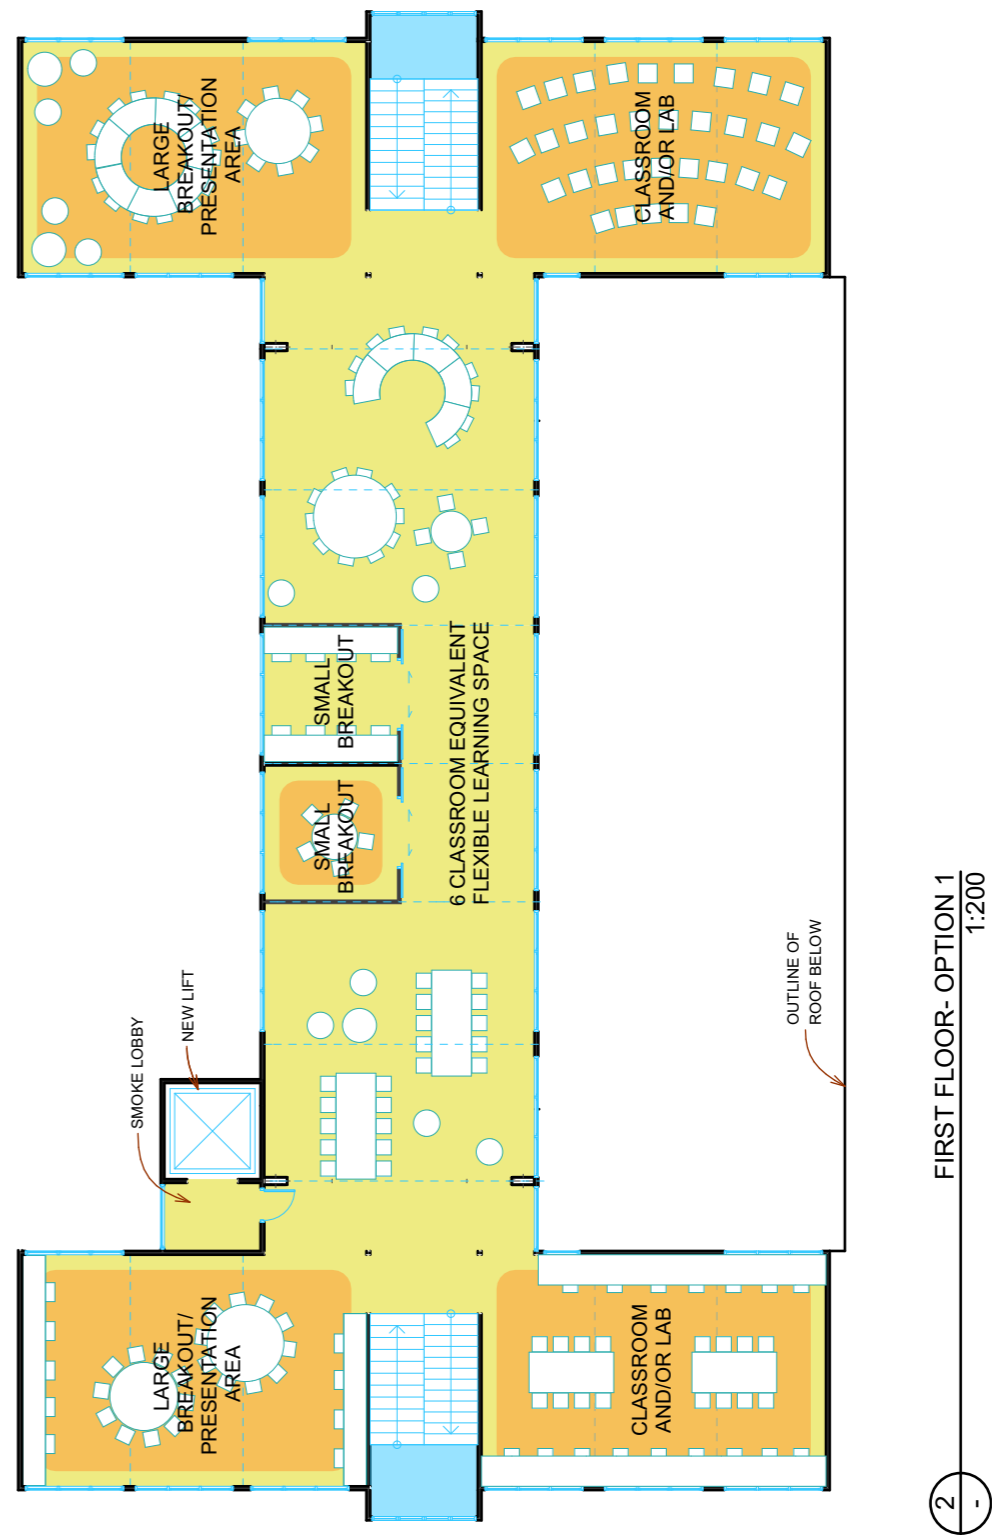 LARGE
BREAKOUT/
PRESENTATION
AREA
CLASSROOM
AND/OR LAB
SMALL
BREAKOUT
SMALL
BREAKOUT
6 CLASSROOM EQUIVALENT
FLEXIBLE LEARNING SPACE
NEW LIFT
SMOKE LOBBY
OUTLINE OF
ROOF BELOW
LARGE
BREAKOUT/
PRESENTATION
AREA
CLASSROOM
AND/OR LAB
2
-
FIRST FLOOR- OPTION 1
1:200